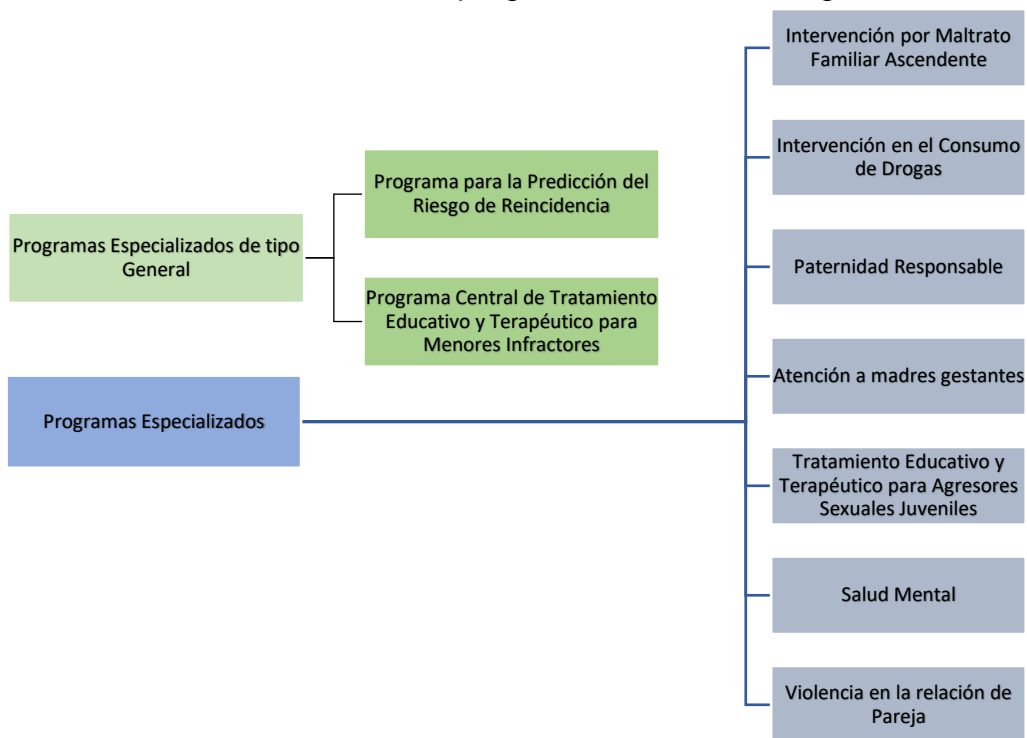 Programas Especializados de tipo
General
Programa para la Predicción del
Riesgo de Reincidencia
Programa Central de Tratamiento
Educativo y Terapéutico para
Menores Infractores
Programas Especializados
Intervención por Maltrato
Familiar Ascendente
Intervención en el Consumo
de Drogas
Paternidad Responsable
Atención a madres gestantes
Tratamiento Educativo y
Terapéutico para Agresores
Sexuales Juveniles
Salud Mental
Violencia en la relación de
Pareja